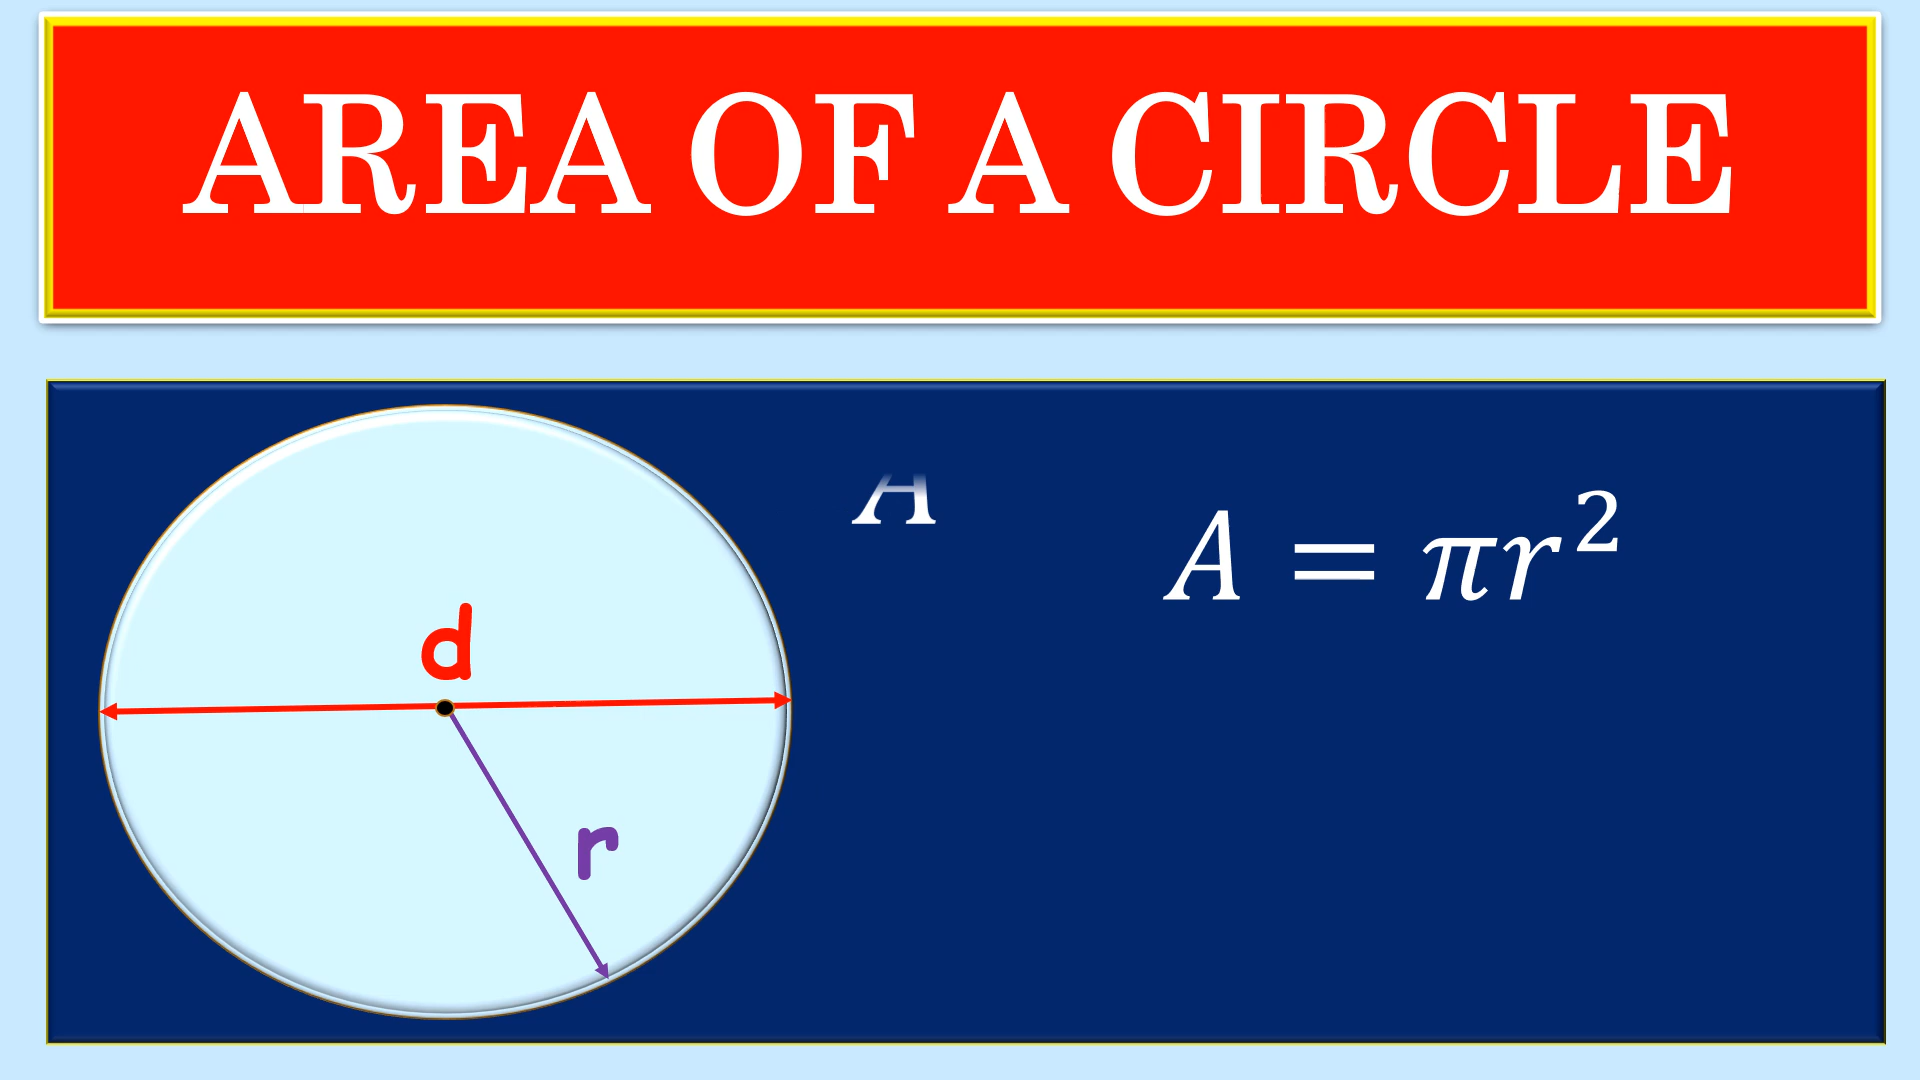 AREA OF A CIRCLE
A
A = πr²
d
r